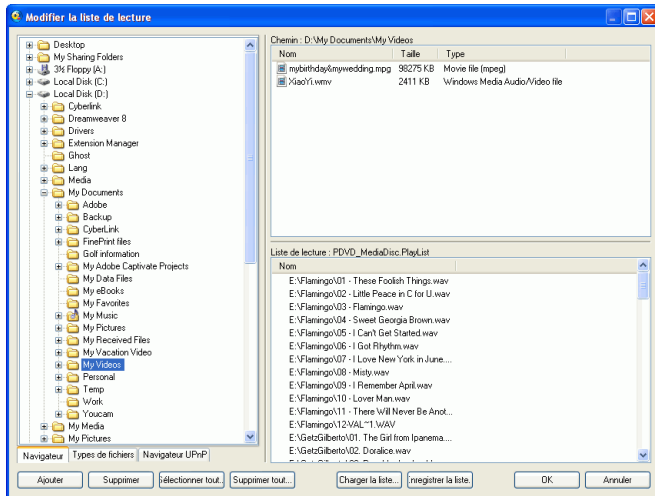 Modifier la liste de lecture
Desktop
My Sharing Folders
3½ Floppy (A:)
Local Disk (C:)
Local Disk (D:)
Cyberlink
Dreamweaver 8
Drivers
Extension Manager
Ghost
Lang
Media
My Documents
Adobe
Backup
CyberLink
FinePrint files
Golf information
My Adobe Captivate Projects
My Data Files
My eBooks
My Favorites
My Music
My Pictures
My Received Files
My Vacation Video
My Videos
Personal
Temp
Work
Youcam
My Media
My Pictures
Navigateur Types de fichiers Navigateur UPnP
Chemin : D:\My Documents\My Videos
Nom Taille Type
mybirthday&mywedding.mpg 98275 KB Movie file (mpeg)
XiaoYi.wmv 2411 KB Windows Media Audio/Video file
Liste de lecture : PDVD_MediaDisc.PlayList
Nom
E:\Flamingo\01 - These Foolish Things.wav
E:\Flamingo\02 - Little Peace in C for U.wav
E:\Flamingo\03 - Flamingo.wav
E:\Flamingo\04 - Sweet Georgia Brown.wav
E:\Flamingo\05 - I Can't Get Started.wav
E:\Flamingo\06 - I Got Rhythm.wav
E:\Flamingo\07 - I Love New York in June....
E:\Flamingo\08 - Misty.wav
E:\Flamingo\09 - I Remember April.wav
E:\Flamingo\10 - Lover Man.wav
E:\Flamingo\11 - There Will Never Be Anot...
E:\Flamingo\12-VAL~1.WAV
E:\GetzGilberto\01. The Girl from Ipanema....
E:\GetzGilberto\02. Doralice.wav
Ajouter Supprimer Sélectionner tout. Supprimer tout... Charger la liste... Enregistrer la liste. OK Annuler